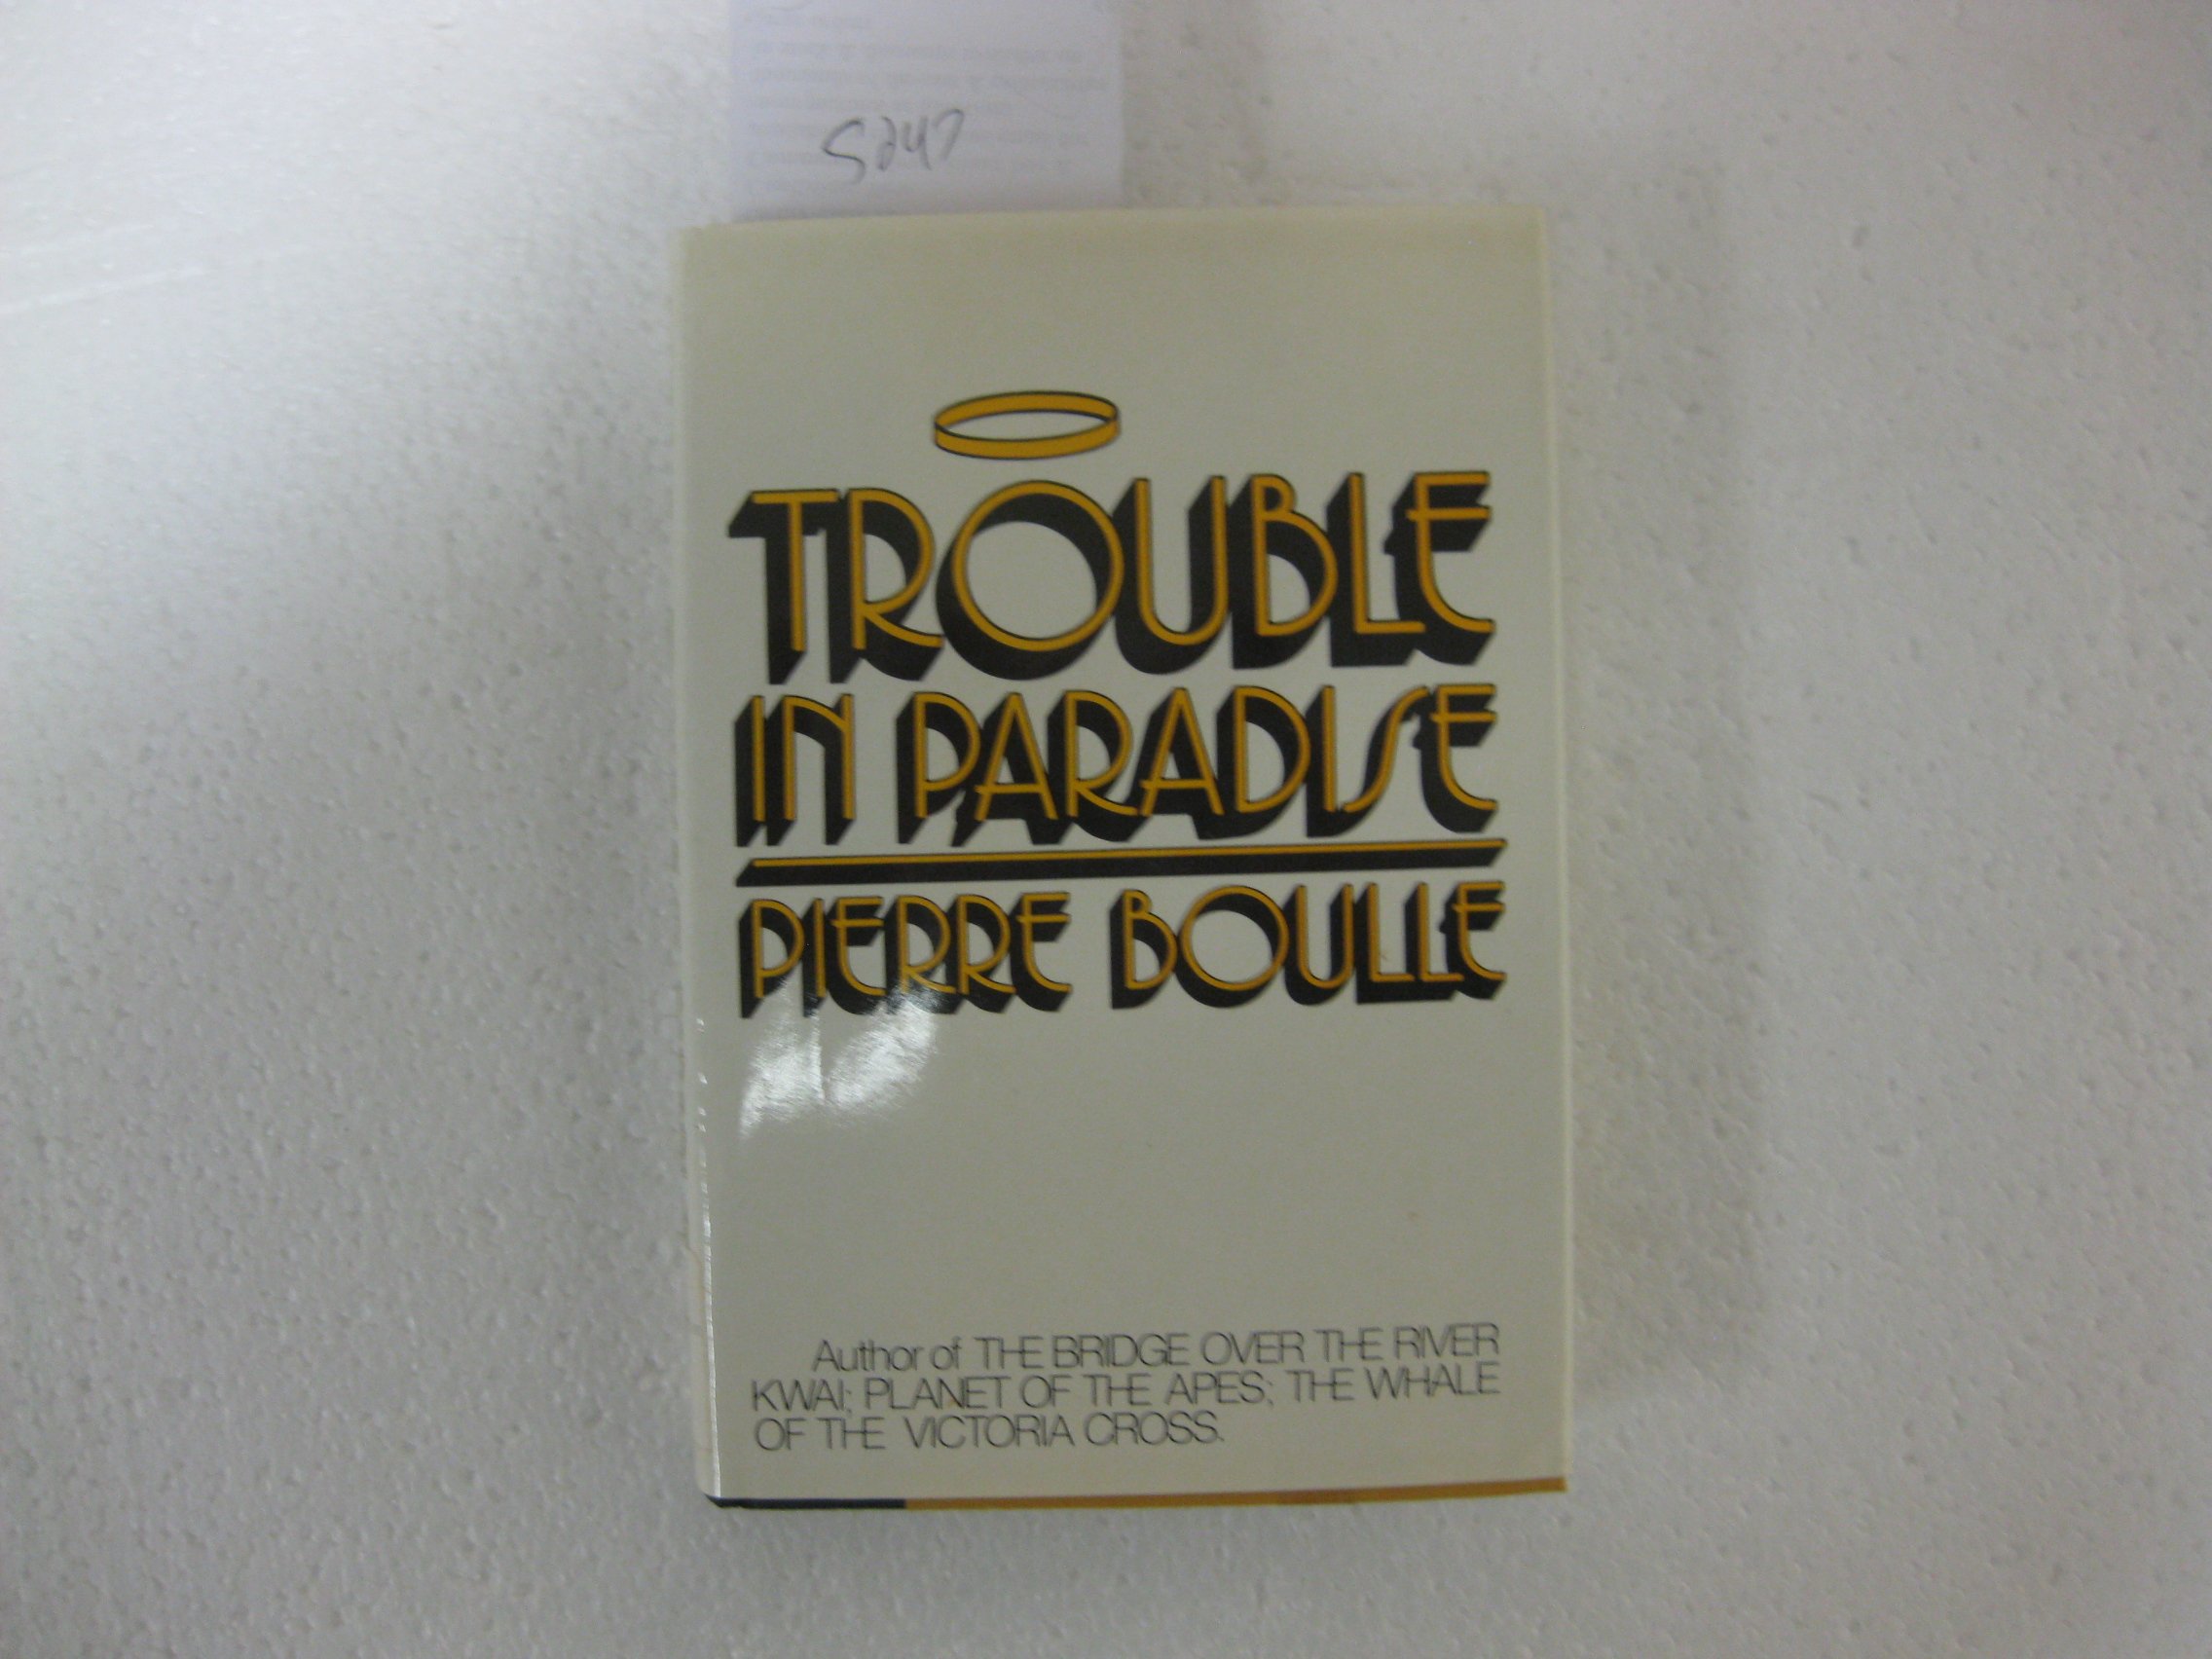 5247
TROUBLE
IN PARADISE
PIERRE BOULLE
Author of THE BRIDGE OVER THE RIVER
KWAI; PLANET OF THE APES; THE WHALE
OF THE VICTORIA CROSS.